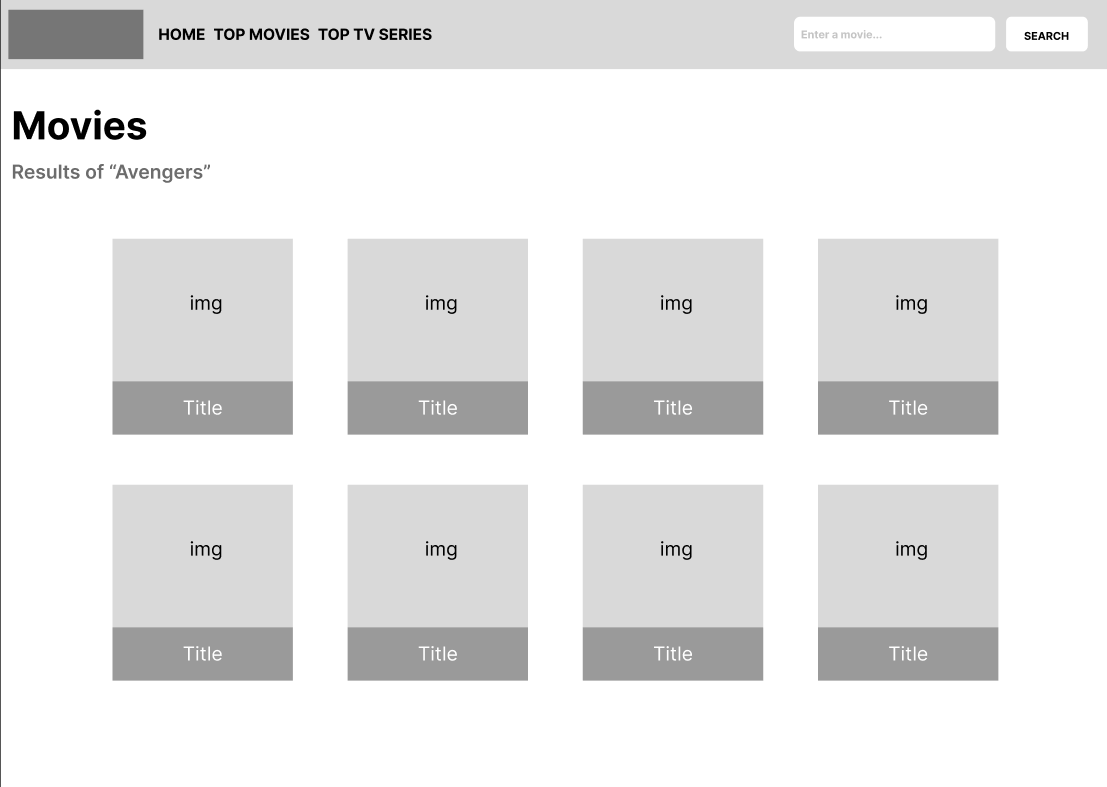 HOME TOP MOVIES TOP TV SERIES
Enter a movie...
SEARCH
Movies
Results of “Avengers”
img
img
img
img
Title
Title
Title
Title
img
img
img
img
Title
Title
Title
Title